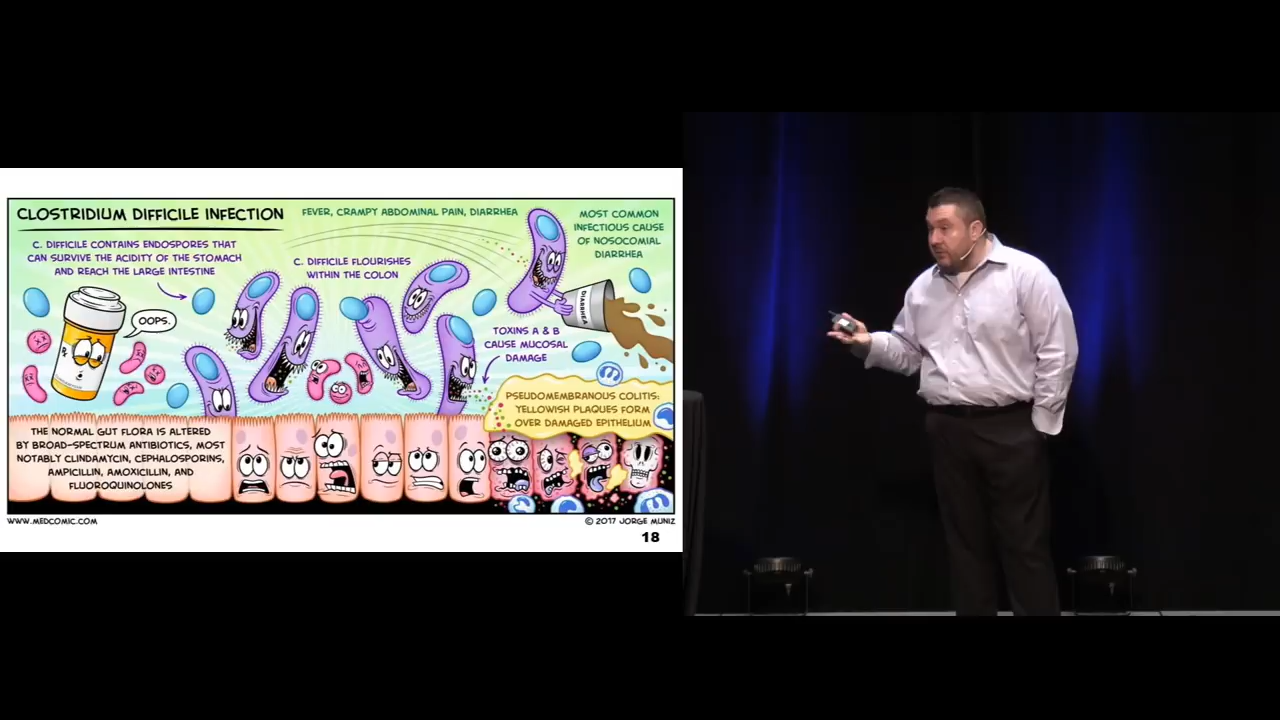 CLOSTRIDIUM DIFFICILE INFECTION
FEVER, CRAMPY ABDOMINAL PAIN, DIARRHEA
MOST COMMON
INFECTIOUS CAUSE
OF NOSOCOMIAL
DIARRHEA
C. DIFFICILE CONTAINS ENDOSPORES THAT
CAN SURVIVE THE ACIDITY OF THE STOMACH
AND REACH THE LARGE INTESTINE
C. DIFFICILE FLOURISHES
WITHIN THE COLON
OOPS.
DIARRHEA
TOXINS A & B
CAUSE MUCOSAL
DAMAGE
PSEUDOMEMBRANOUS COLITIS:
YELLOWISH PLAQUES FORM
OVER DAMAGED EPITHELIUM
THE NORMAL GUT FLORA IS ALTERED
BY BROAD-SPECTRUM ANTIBIOTICS, MOST
NOTABLY CLINDAMYCIN, CEPHALOSPORINS,
AMPICILLIN, AMOXICILLIN, AND
FLUOROQUINOLONES
WWW.MEDCOMIC.COM
© 2017 JORGE MUNIZ
18